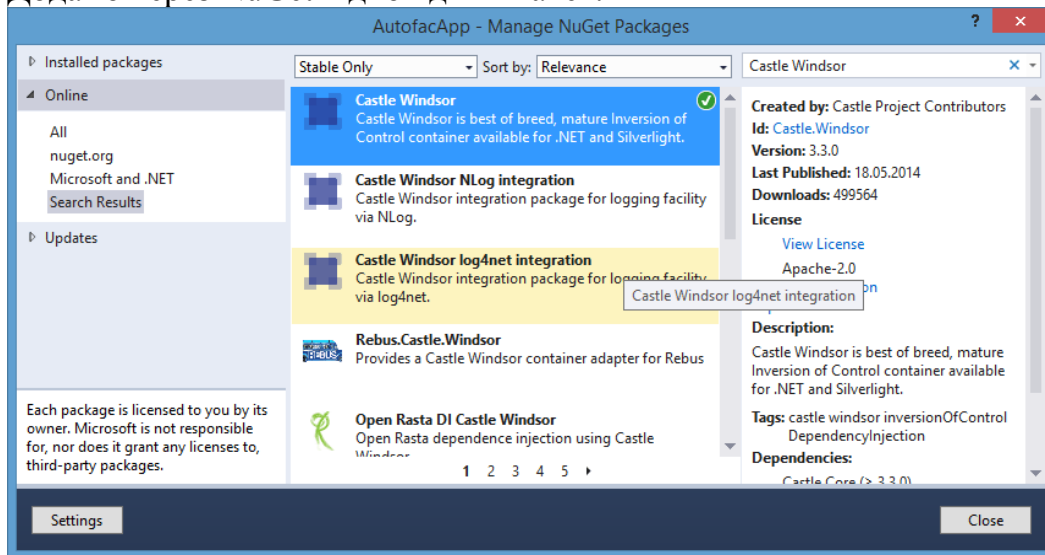 AutofacApp - Manage NuGet Packages
?
×
Installed packages
Online
All
nuget.org
Microsoft and .NET
Search Results
Updates
Each package is licensed to you by its
owner. Microsoft is not responsible
for, nor does it grant any licenses to,
third-party packages.
Stable Only
Sort by: Relevance
Castle Windsor
Castle Windsor is best of breed, mature Inversion of
Control container available for .NET and Silverlight.
Castle Windsor NLog integration
Castle Windsor integration package for logging facility
via NLog.
Castle Windsor log4net integration
Castle Windsor integration package for logging facility
via log4net.
Castle Windsor log4net integration
Rebus.Castle.Windsor
Provides a Castle Windsor container adapter for Rebus
Open Rasta DI Castle Windsor
Open Rasta dependence injection using Castle
Windsor
1 2 3 4 5
Castle Windsor
Created by: Castle Project Contributors
Id: Castle.Windsor
Version: 3.3.0
Last Published: 18.05.2014
Downloads: 499564
License
View License
Apache-2.0
on
Description:
Castle Windsor is best of breed, mature
Inversion of Control container available
for .NET and Silverlight.
Tags: castle windsor inversionOfControl
DependencyInjection
Dependencies:
Castle Core (≥ 3.3.0)
Settings
Close